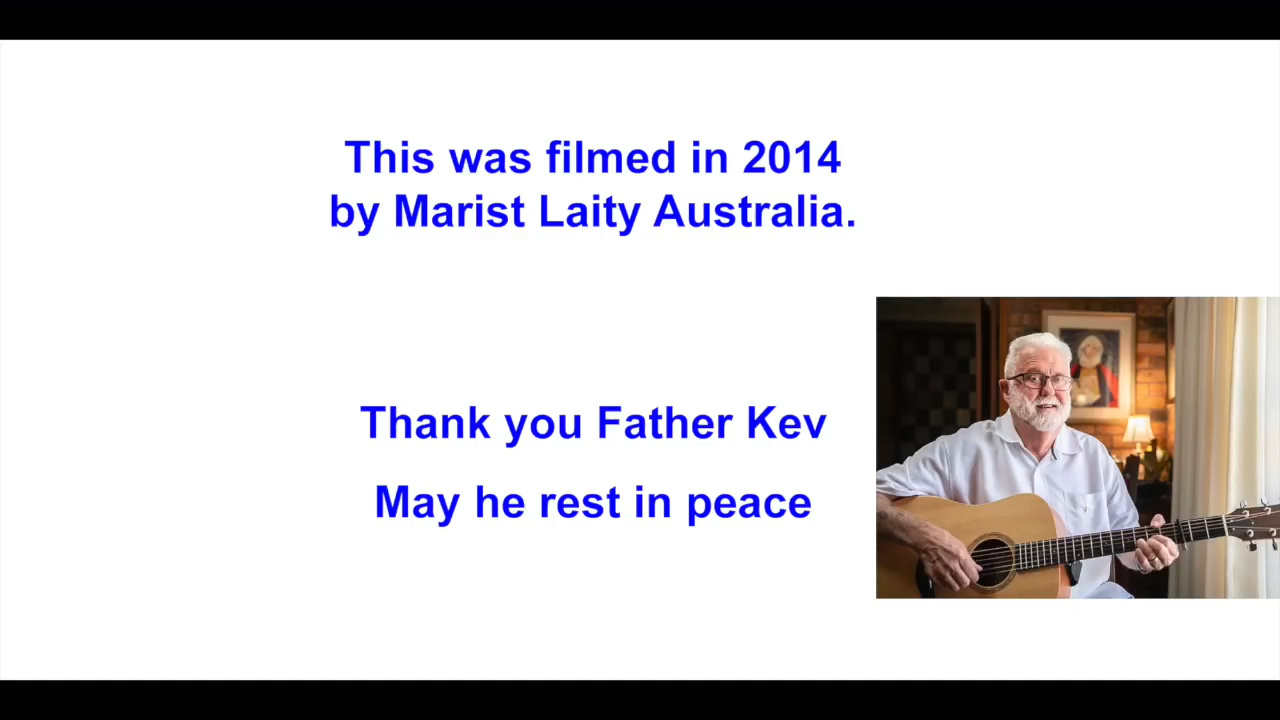 This was filmed in 2014
by Marist Laity Australia.
Thank you Father Kev
May he rest in peace